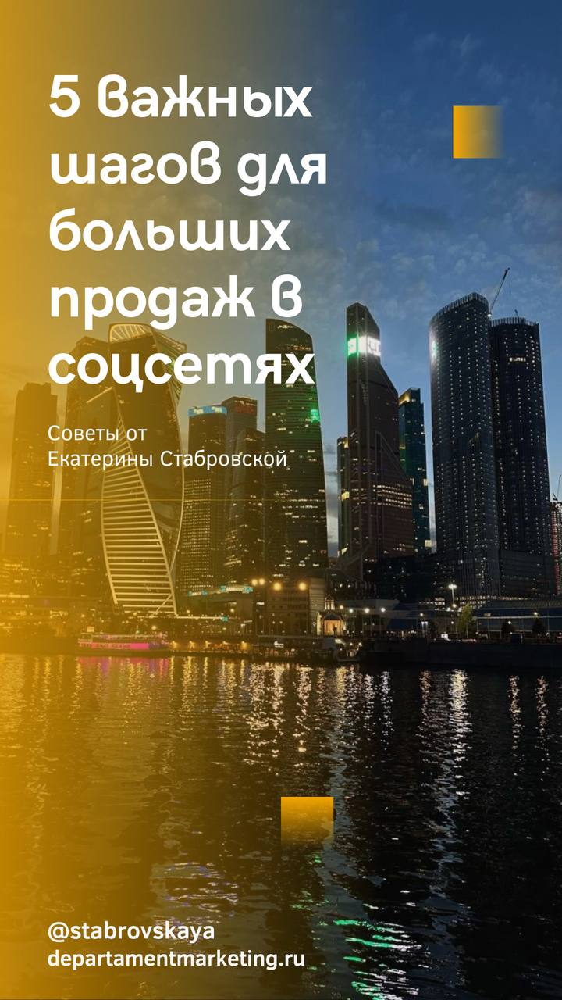 5 важных
шагов для
больших
продаж в
соцсетях
Советы от
Екатерины Стабровской
@stabrovskaya
departamentmarketing.ru